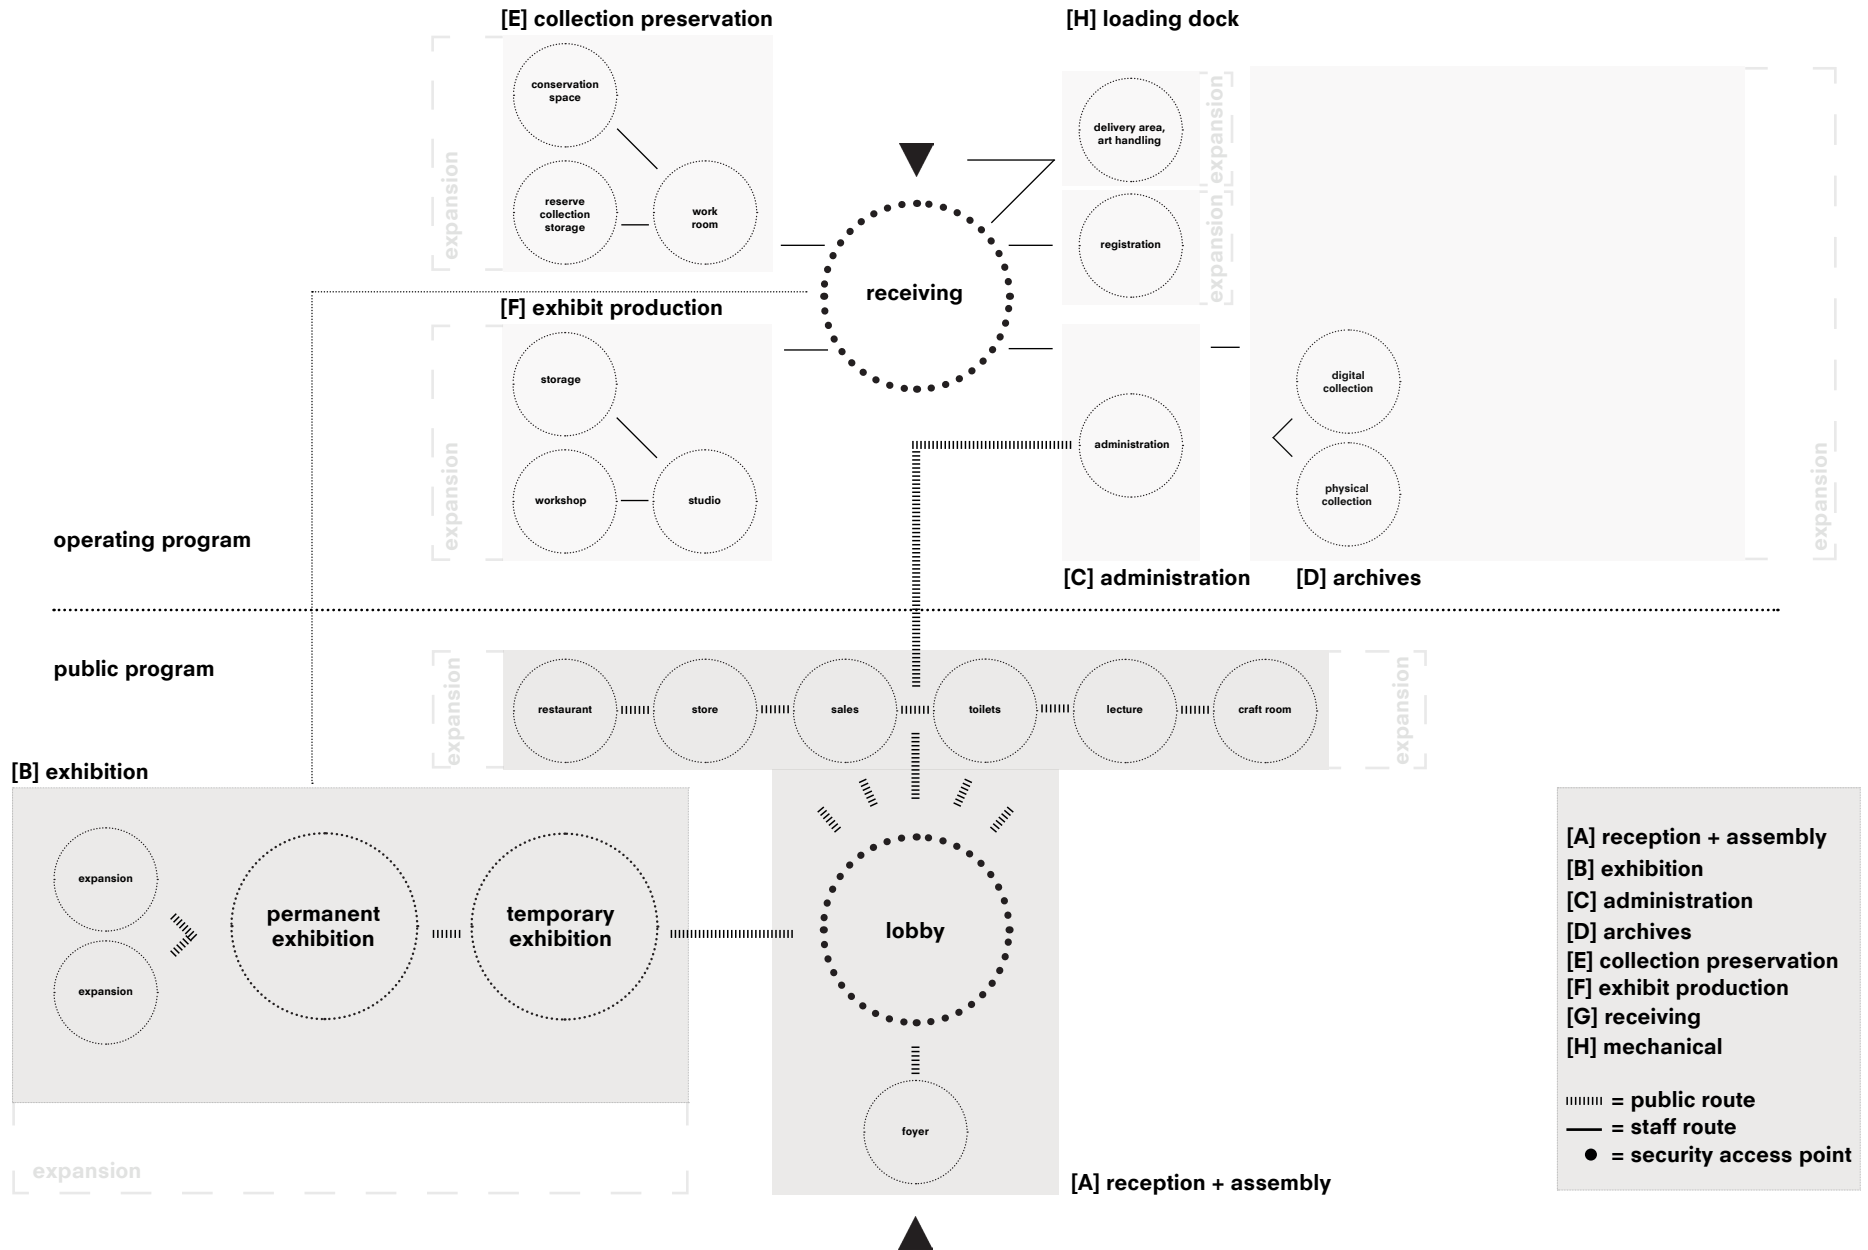 [E] collection preservation
[H] loading dock
conservation
space
reserve
collection
storage
work
room
expansion
delivery area,
art handling
expansion
registration
expansion
receiving
[F] exhibit production
storage
workshop
studio
expansion
administration
digital
collection
physical
collection
expansion
operating program
[C] administration
[D] archives
public program
expansion
restaurant
store
sales
toilets
lecture
craft room
expansion
[B] exhibition
expansion
expansion
permanent
exhibition
temporary
exhibition
lobby
foyer
expansion
[A] reception + assembly
[A] reception + assembly
[B] exhibition
[C] administration
[D] archives
[E] collection preservation
[F] exhibit production
[G] receiving
[H] mechanical
= public route
= staff route
= security access point